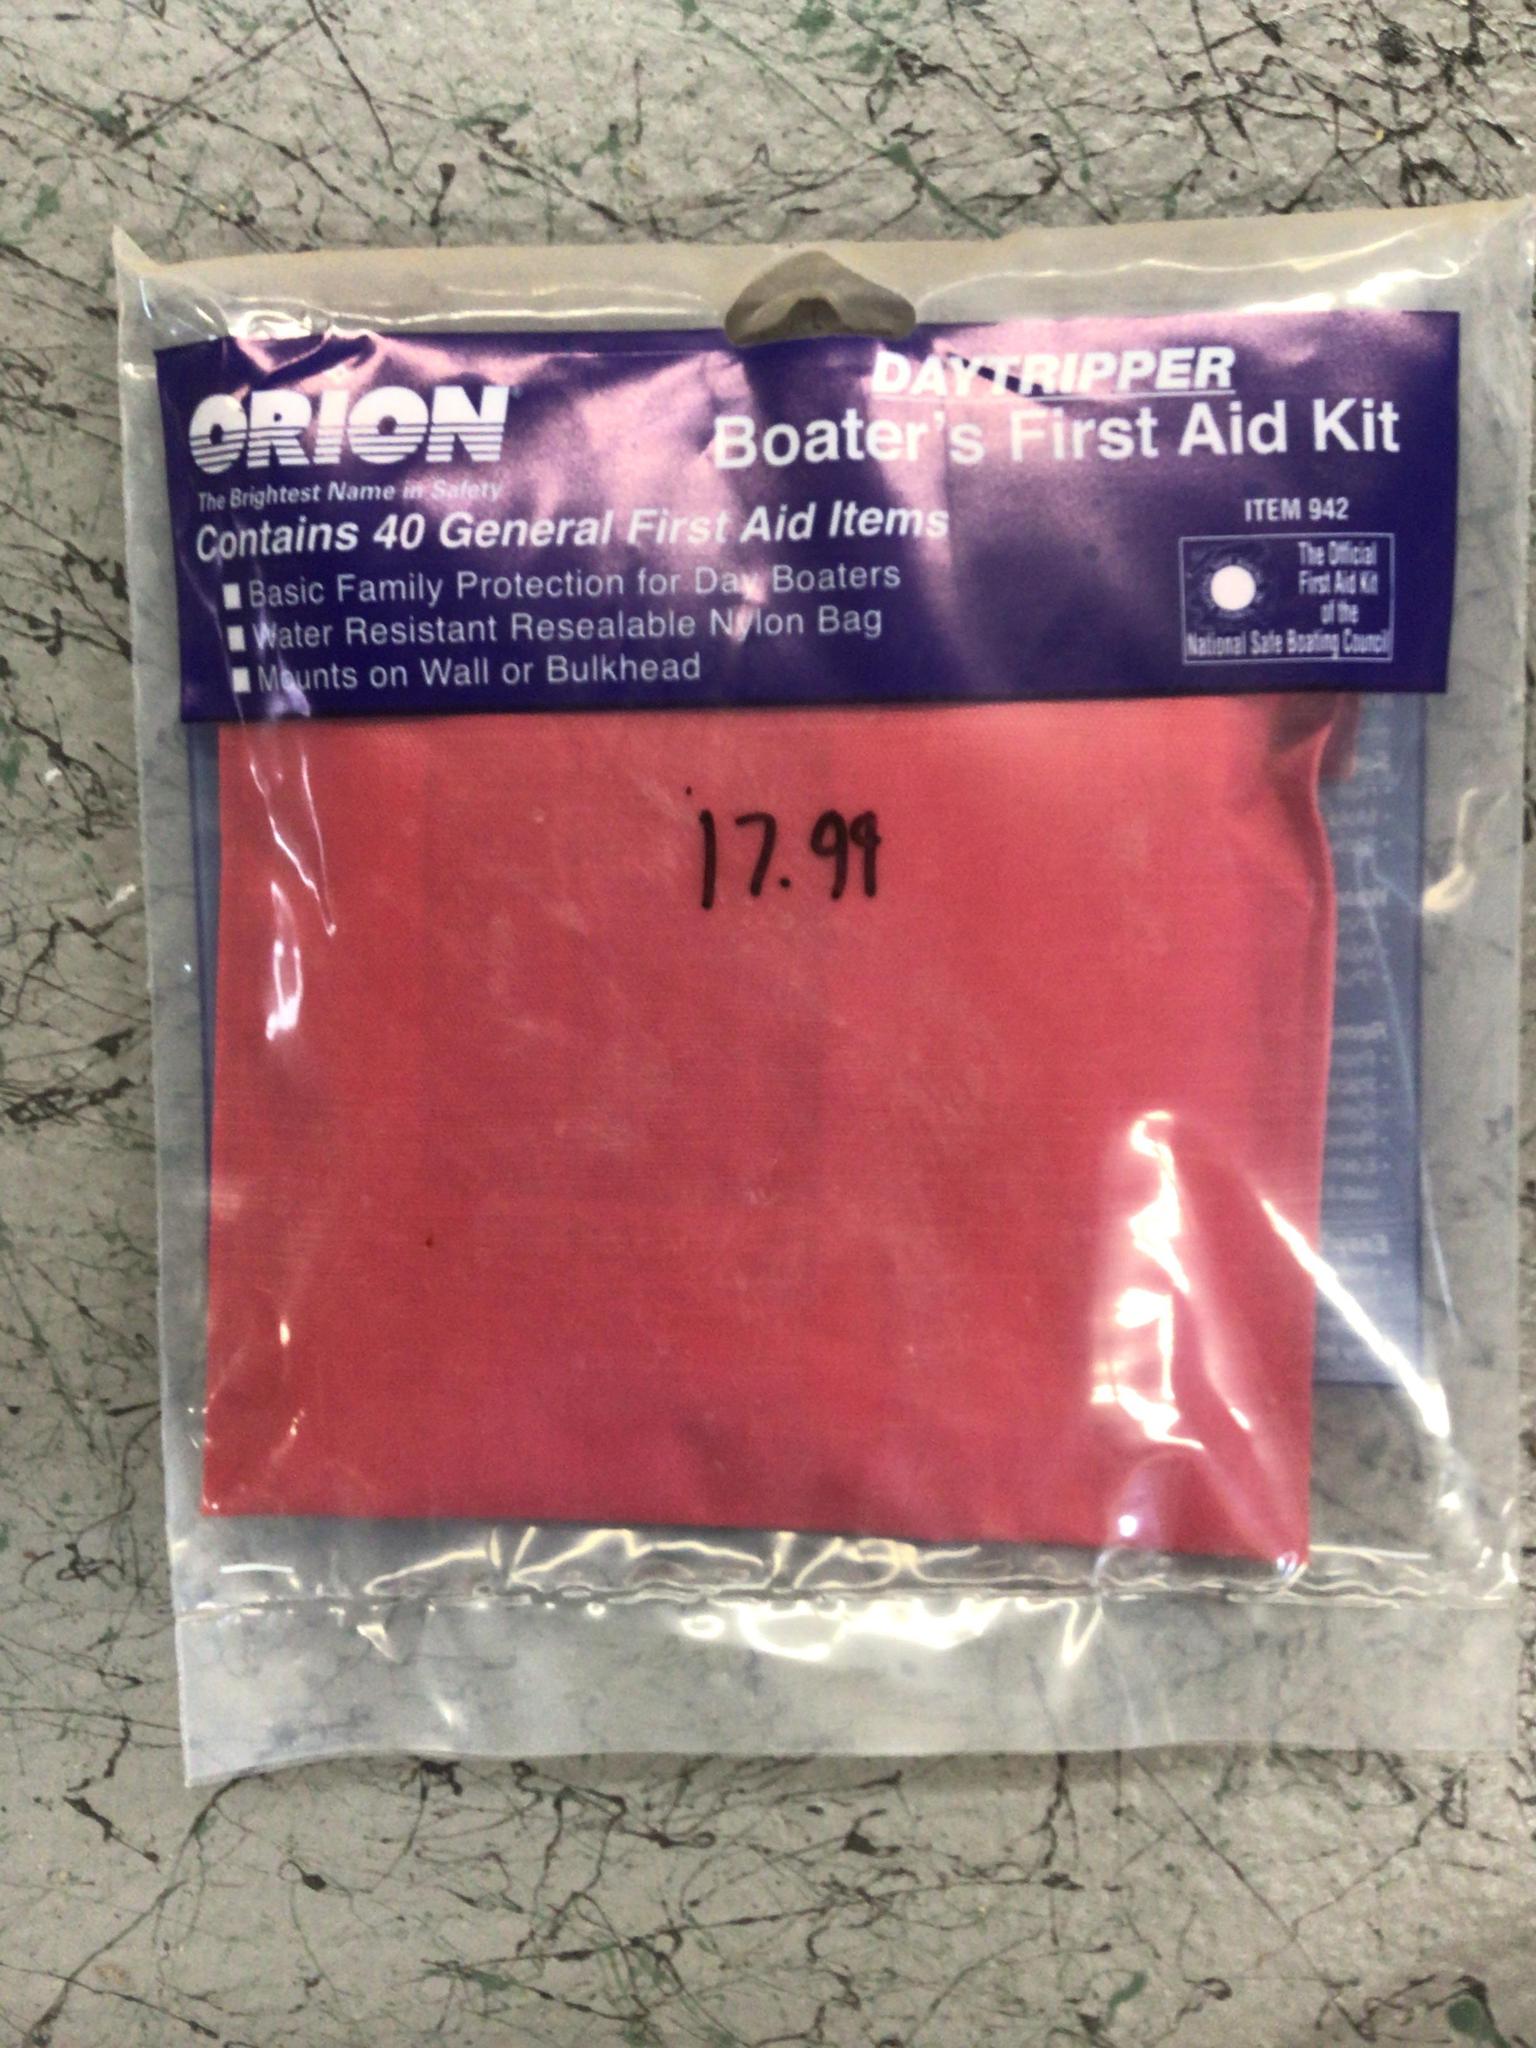 DAYTRIPPER
ORION
Boater's First Aid Kit
The Brightest Name in Safety
Contains 40 General First Aid Items
ITEM 942
Basic Family Protection for Day Boaters
Water Resistant Resealable Nylon Bag
Mounts on Wall or Bulkhead
The Official
First Aid Kit
of the
National Safe Boating Council
17.99